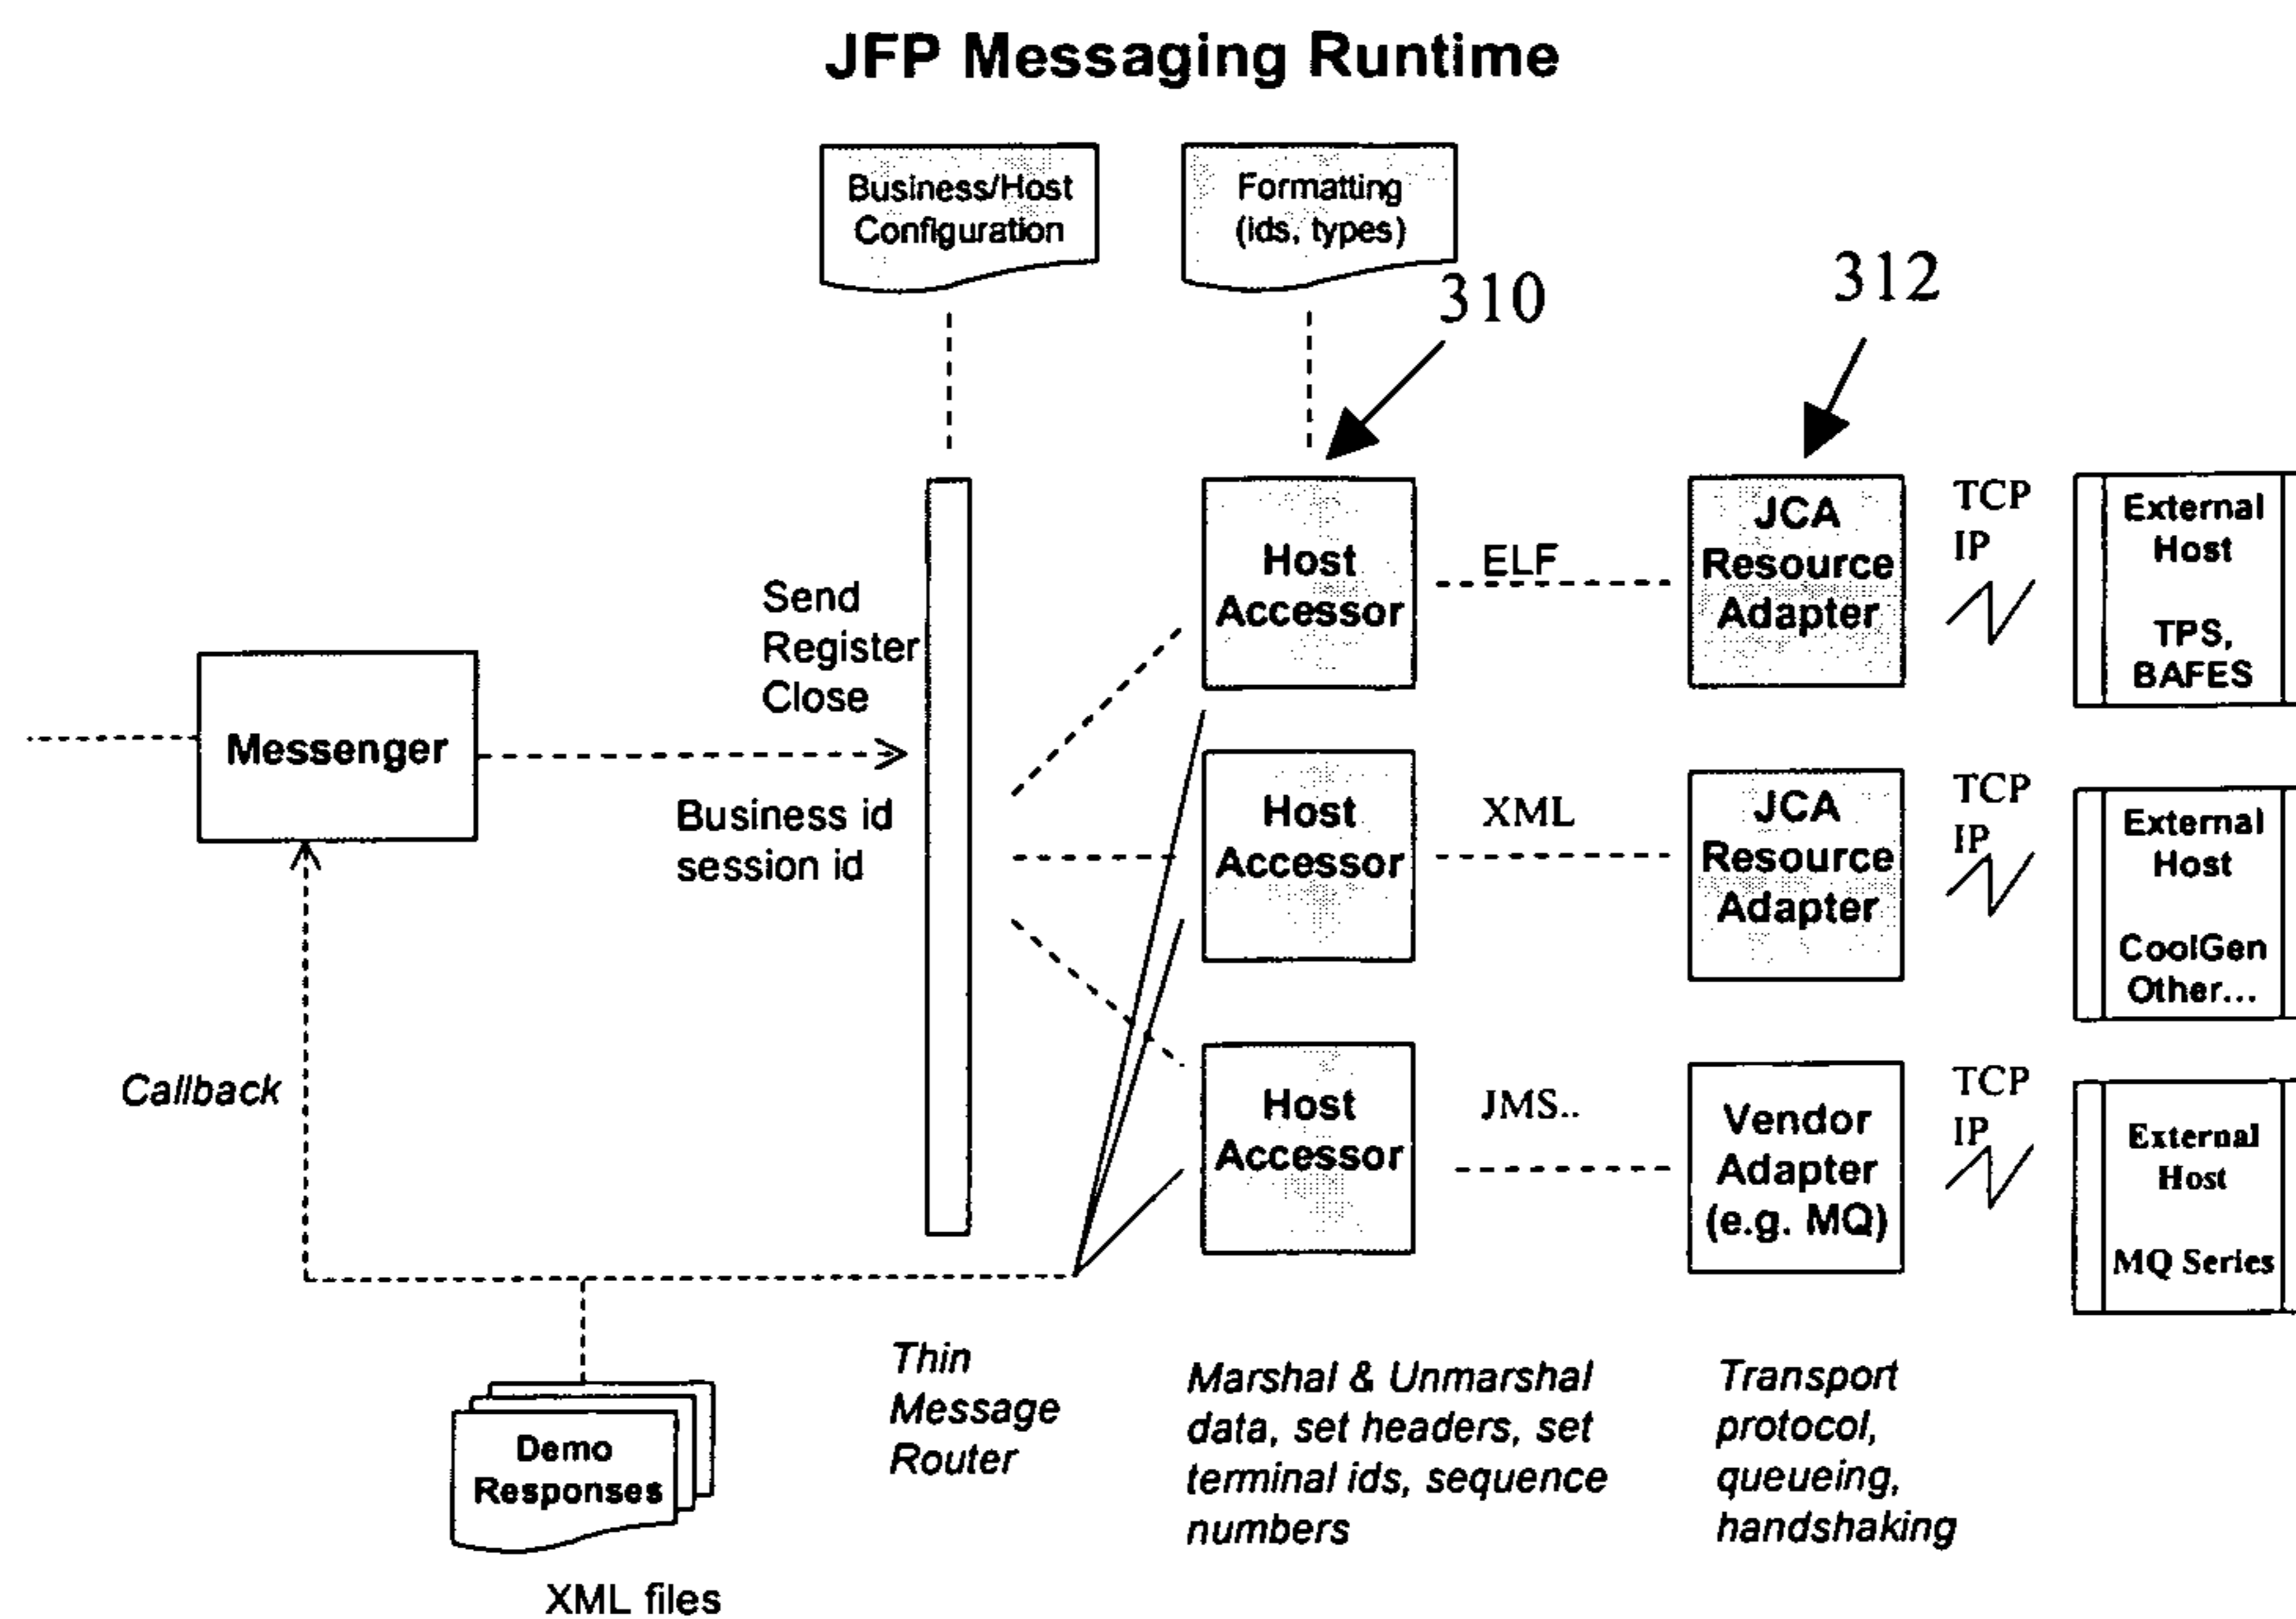 JFP Messaging Runtime
Business/Host
Configuration
Formatting
(ids, types)
310
312
Send
Register
Close
Messenger
Business id
session id
Callback
Host
Accessor
ELF
JCA
Resource
Adapter
TCP
IP
External
Host
TPS,
BAFES
Host
Accessor
XML
JCA
Resource
Adapter
TCP
IP
External
Host
CoolGen
Other...
Host
Accessor
JMS..
Vendor
Adapter
(e.g. MQ)
TCP
IP
External
Host
MQ Series
Demo
Responses
XML files
Thin
Message
Router
Marshal & Unmarshal
data, set headers, set
terminal ids, sequence
numbers
Transport
protocol,
queueing,
handshaking